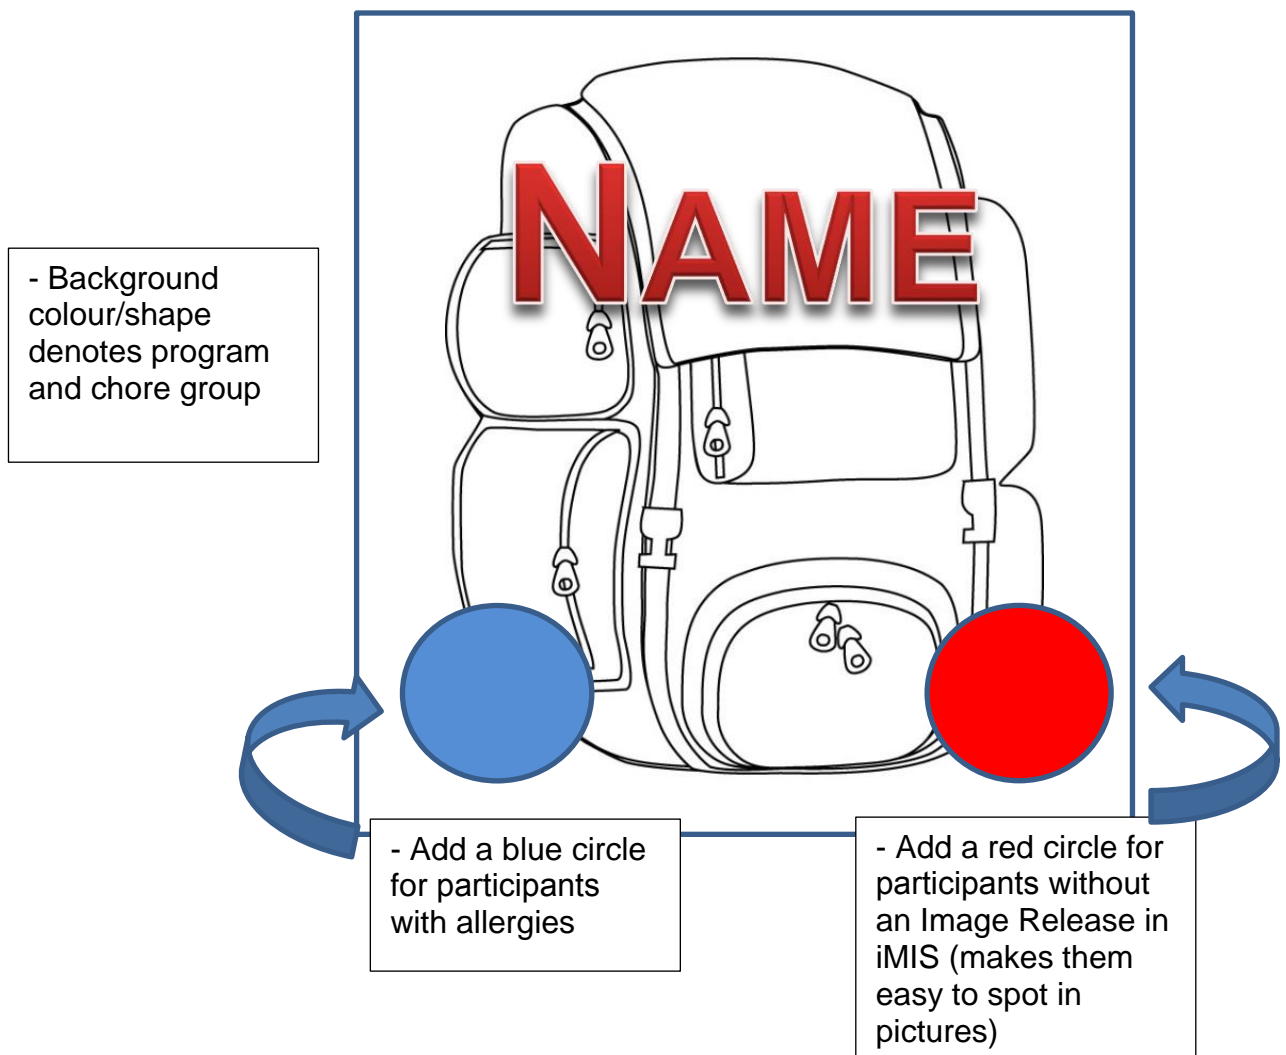 NAME
- Background
colour/shape
denotes program
and chore group
- Add a blue circle
for participants
with allergies
- Add a red circle for
participants without
an Image Release in
iMIS (makes them
easy to spot in
pictures)